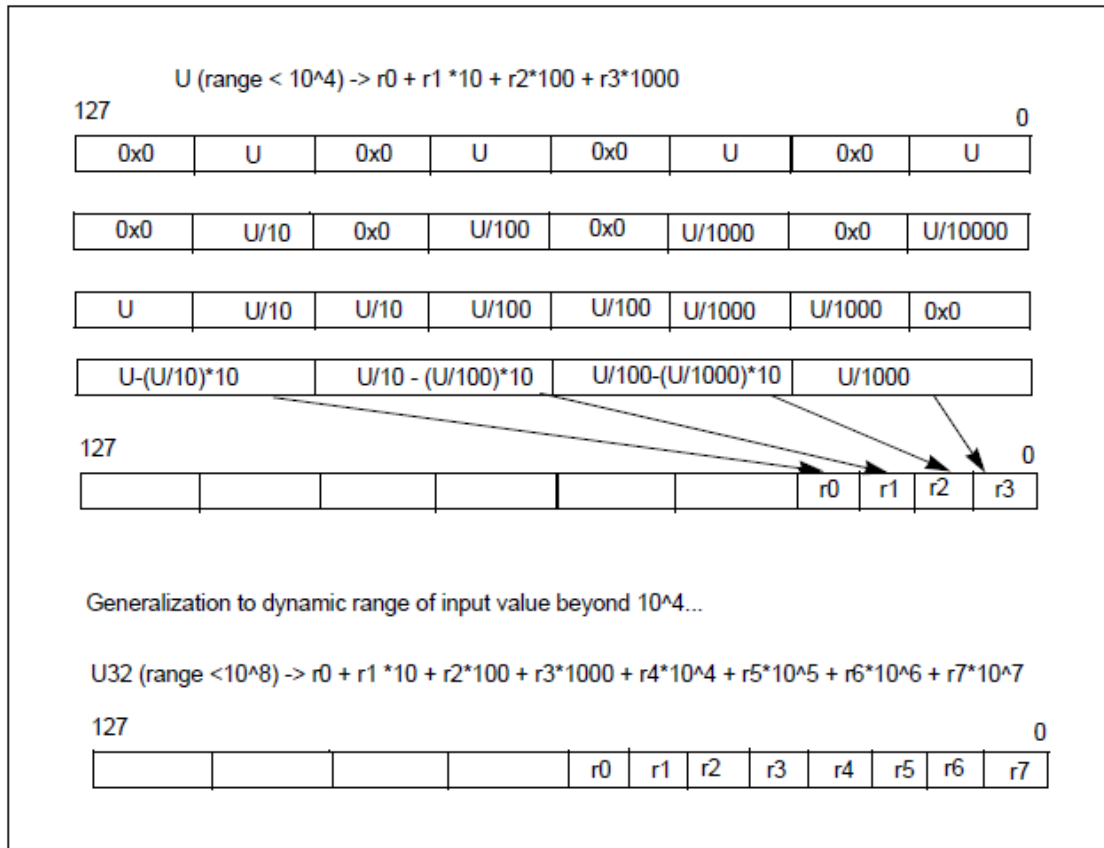 U (range < 10^4) -> r0 + r1 *10 + r2*100 + r3*1000
127 0
0x0 U 0x0 U 0x0 U 0x0 U
0x0 U/10 0x0 U/100 0x0 U/1000 0x0 U/10000
U U/10 U/10 U/100 U/100 U/1000 U/1000 0x0
U-(U/10)*10 U/10 - (U/100)*10 U/100-(U/1000)*10 U/1000
127 0
r0 r1 r2 r3
Generalization to dynamic range of input value beyond 10^4...
U32 (range <10^8) -> r0 + r1 *10 + r2*100 + r3*1000 + r4*10^4 + r5*10^5 + r6*10^6 + r7*10^7
127 0
r0 r1 r2 r3 r4 r5 r6 r7